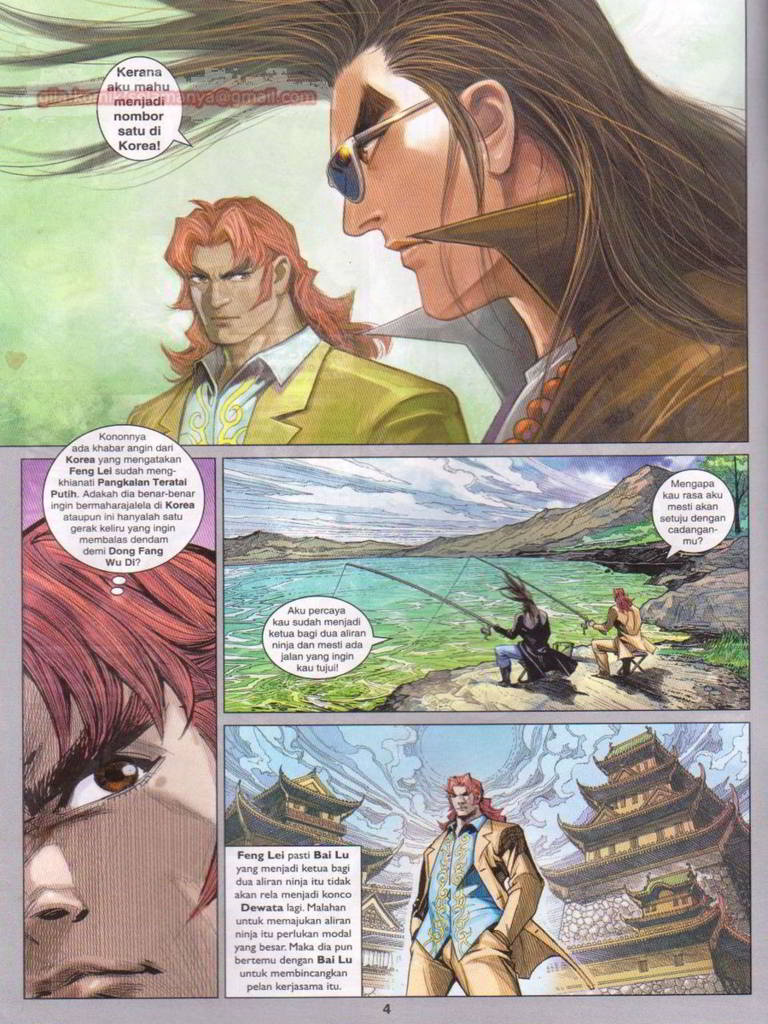 Kerana
aku mahu
menjadi
nombor
satu di
Korea!
Kononnya
ada khabar angin dari
Korea yang mengatakan
Feng Lei sudah meng-
khianati Pangkalan Teratai
Putih. Adakah dia benar-benar
ingin bermaharajalela di Korea
ataupun ini hanyalah satu
gerak keliru yang ingin
membalas dendam
demi Dong Fang
Wu Di?
Mengapa
kau rasa aku
mesti akan
setuju dengan
cadangan-
mu?
Aku percaya
kau sudah menjadi
ketua bagi dua aliran
ninja dan mesti ada
jalan yang ingin
kau tujui!
Feng Lei pasti Bai Lu
yang menjadi ketua bagi
dua aliran ninja itu tidak
akan rela menjadi konco
Dewata lagi. Malahan
untuk memajukan aliran
ninja itu perlukan modal
yang besar. Maka dia pun
bertemu dengan Bai Lu
untuk membincangkan
pelan kerjasama itu.
4